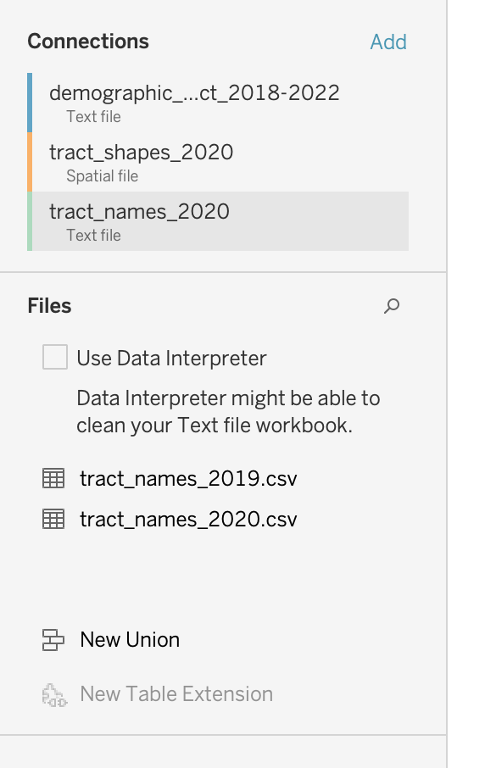 Connections Add
demographic_...ct_2018-2022
Text file
tract_shapes_2020
Spatial file
tract_names_2020
Text file
Files
Use Data Interpreter
Data Interpreter might be able to
clean your Text file workbook.
tract_names_2019.csv
tract_names_2020.csv
New Union
New Table Extension